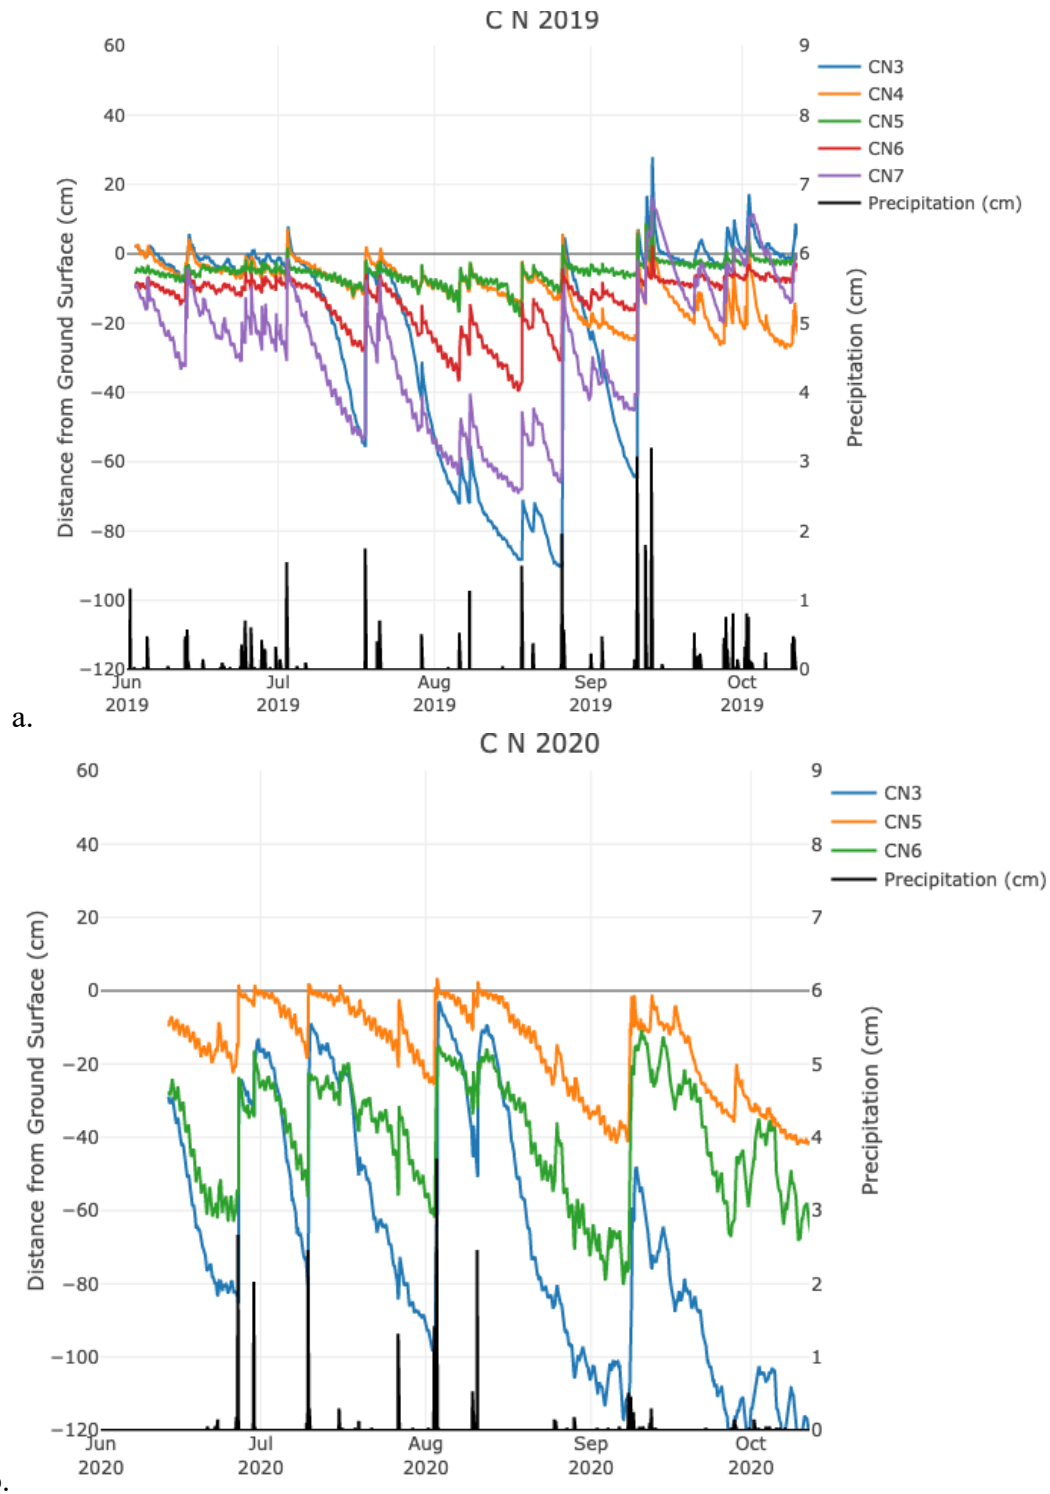 C N 2019
60
40
20
0
−20
−40
−60
−80
−100
−120
Distance from Ground Surface (cm)
9
8
7
6
5
4
3
2
1
0
Precipitation (cm)
Jun
2019
Jul
2019
Aug
2019
Sep
2019
Oct
2019
CN3
CN4
CN5
CN6
CN7
Precipitation (cm)
a.
C N 2020
60
40
20
0
−20
−40
−60
−80
−100
−120
Distance from Ground Surface (cm)
9
8
7
6
5
4
3
2
1
0
Precipitation (cm)
Jun
2020
Jul
2020
Aug
2020
Sep
2020
Oct
2020
CN3
CN5
CN6
Precipitation (cm)